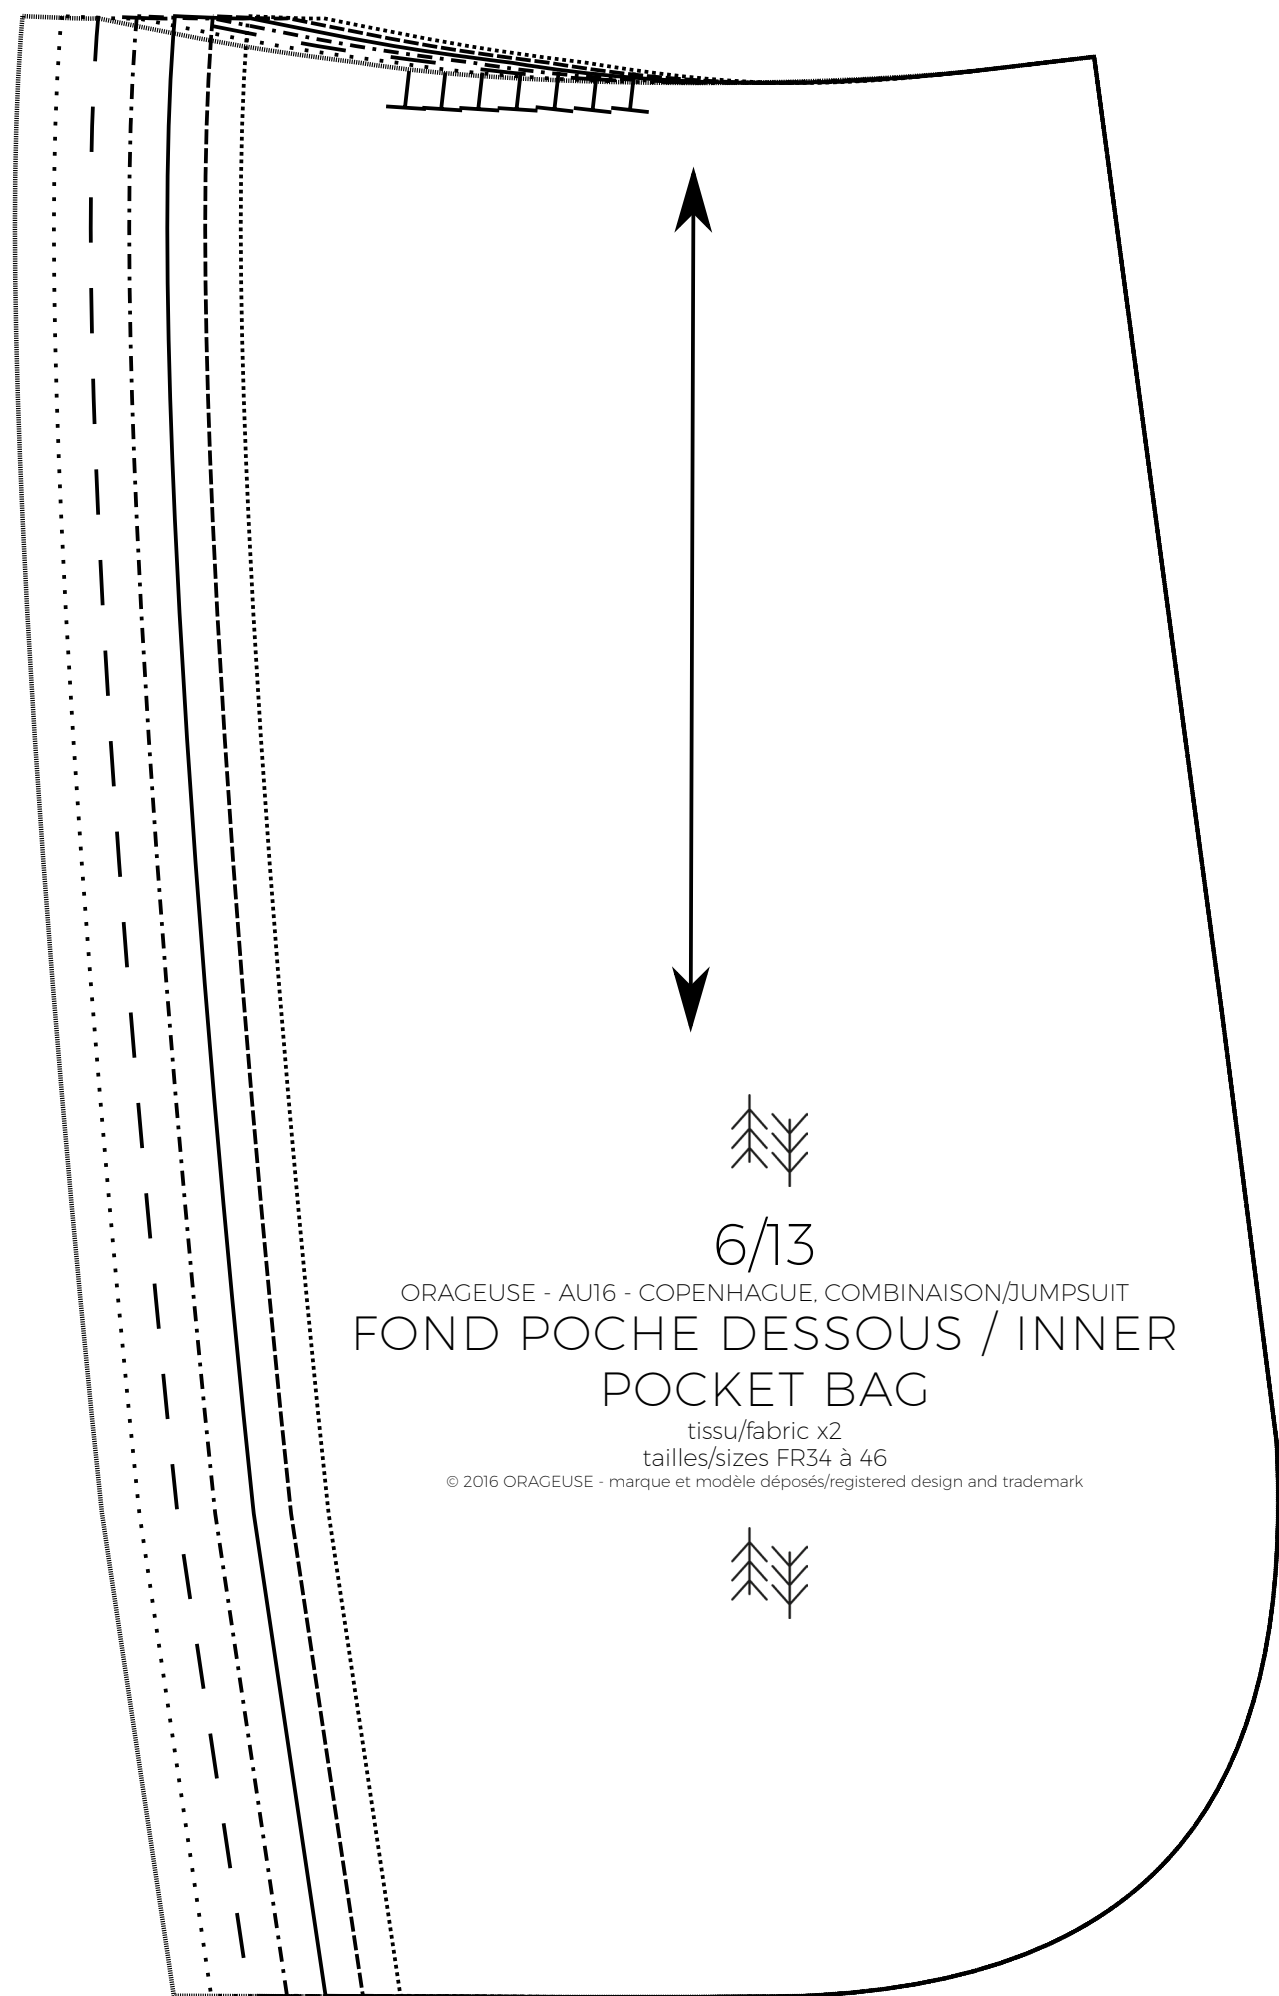 6/13
ORAGEUSE - AU16 - COPENHAGUE, COMBINAISON/JUMPSUIT
FOND POCHE DESSOUS / INNER
POCKET BAG
tissu/fabric x2
tailles/sizes FR34 à 46
© 2016 ORAGEUSE - marque et modèle déposés/registered design and trademark